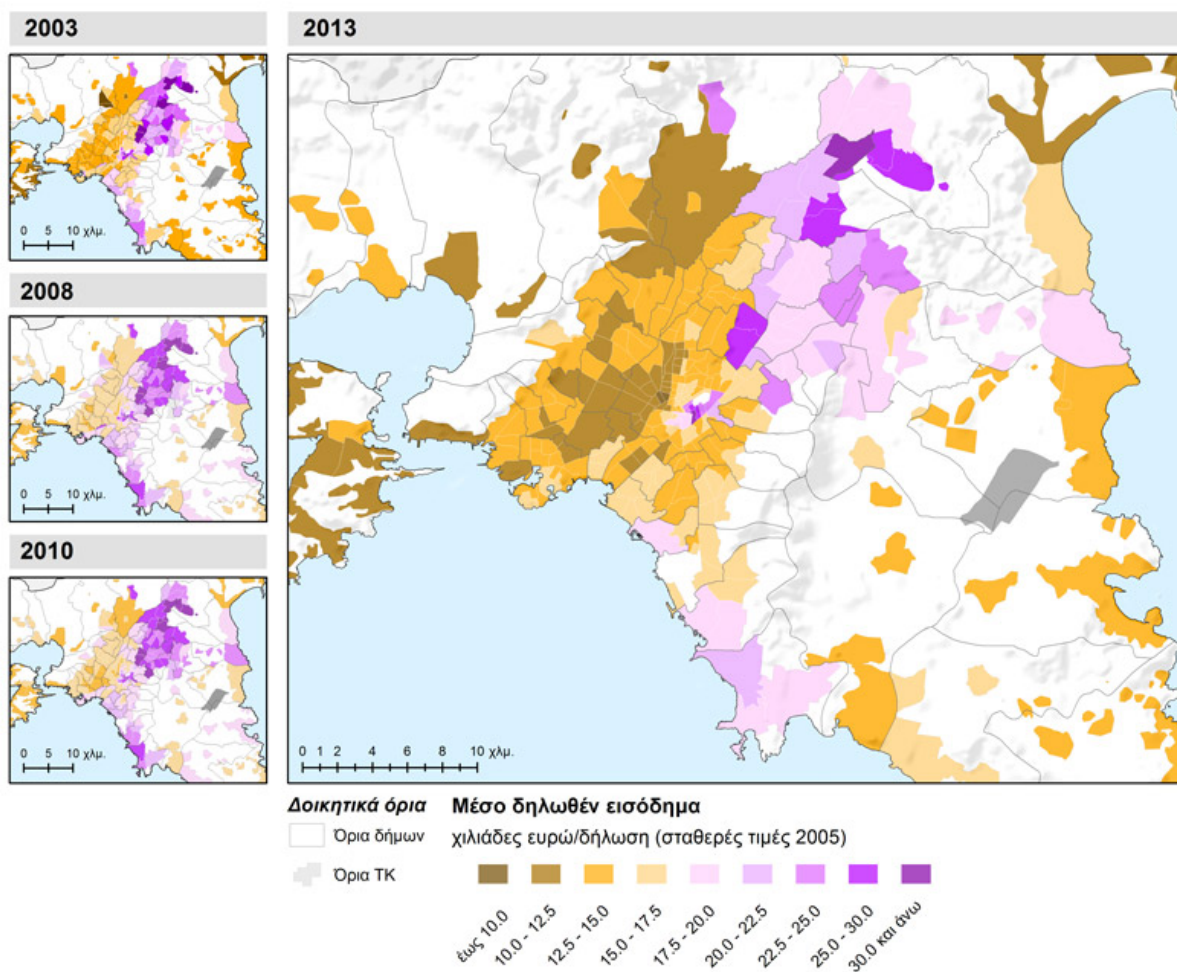 2003
0 5 10 χλμ.
2008
0 5 10 χλμ.
2010
0 5 10 χλμ.
2013
0 1 2 4 6 8 10 χλμ.
Δοικητικά όρια
Όρια δήμων
Όρια ΤΚ
Μέσο δηλωθέν εισόδημα
χιλιάδες ευρώ/δήλωση (σταθερές τιμές 2005)
έως 10.0
10.0 - 12.5
12.5 - 15.0
15.0 - 17.5
17.5 - 20.0
20.0 - 22.5
22.5 - 25.0
25.0 - 30.0
30.0 και άνω